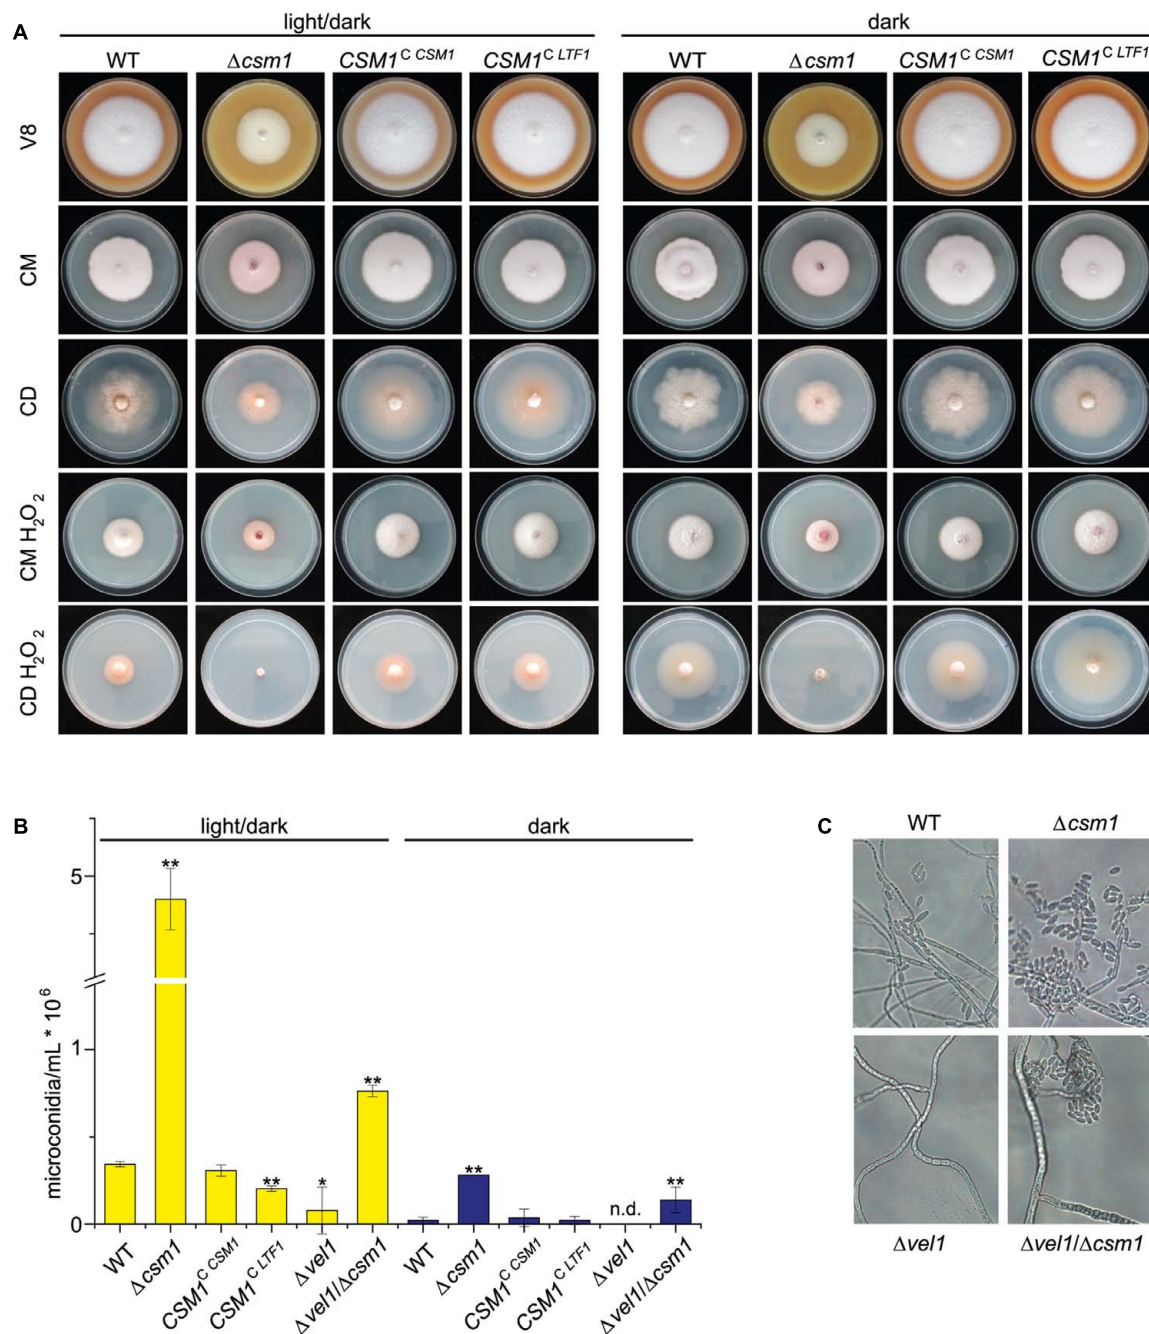 A
light/dark
dark
WT
Δcsm1
CSM1C CSM1
CSM1C LTF1
WT
Δcsm1
CSM1C CSM1
CSM1C LTF1
V8
CM
CD
CM H2O2
CD H2O2
B
light/dark
dark
microconidia/mL * 10⁶
5
1
0
**
**
*
**
**
n.d.
**
WT
Δcsm1
CSM1C CSM1
CSM1C LTF1
Δvel1
Δvel1/Δcsm1
WT
Δcsm1
CSM1C CSM1
CSM1C LTF1
Δvel1
Δvel1/Δcsm1
C
WT
Δcsm1
Δvel1
Δvel1/Δcsm1